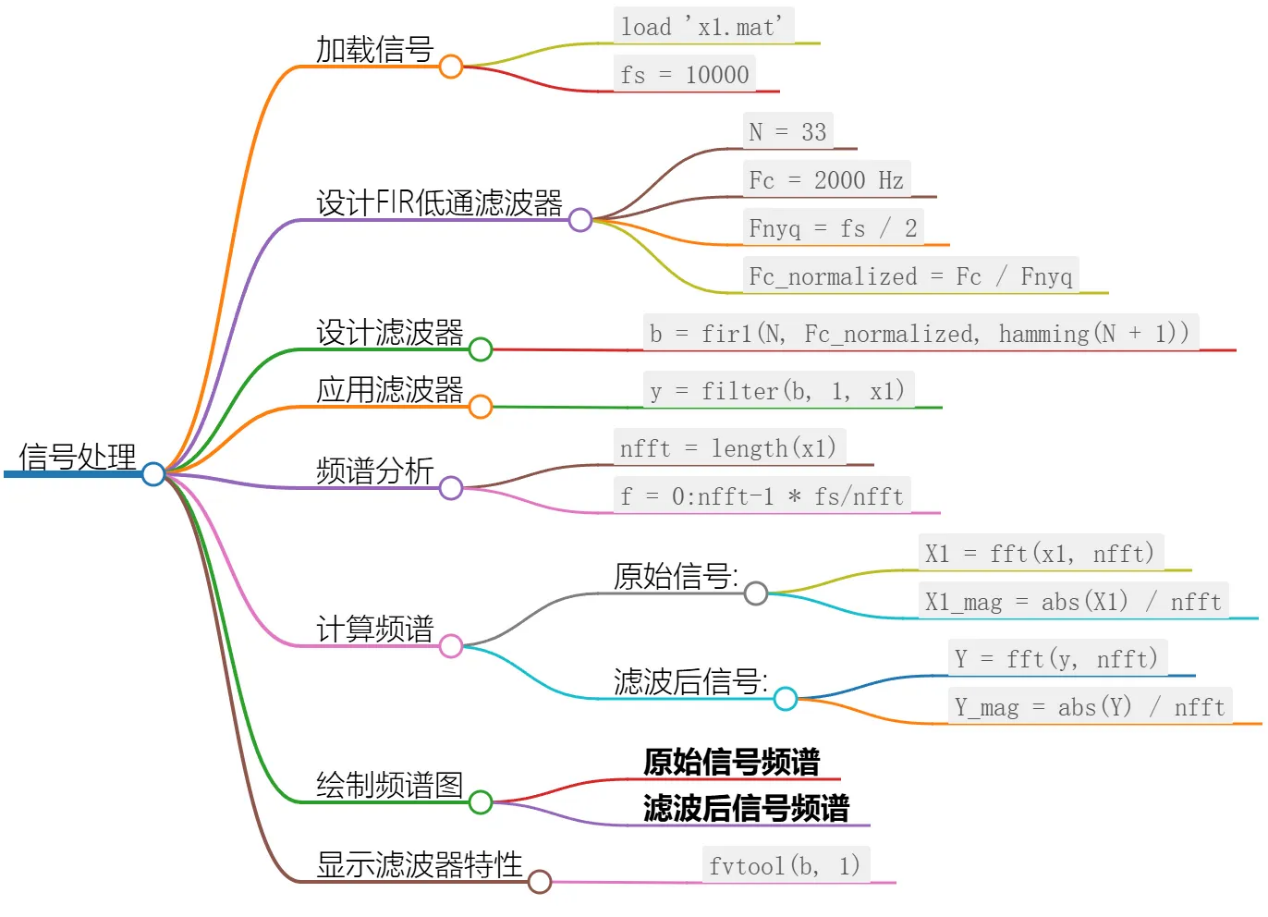 信号处理
加载信号
load 'x1.mat'
fs = 10000
设计FIR低通滤波器
N = 33
Fc = 2000 Hz
Fnyq = fs / 2
Fc_normalized = Fc / Fnyq
设计滤波器
b = fir1(N, Fc_normalized, hamming(N + 1))
应用滤波器
y = filter(b, 1, x1)
频谱分析
nfft = length(x1)
f = 0:nfft-1 * fs/nfft
计算频谱
原始信号:
X1 = fft(x1, nfft)
X1_mag = abs(X1) / nfft
滤波后信号:
Y = fft(y, nfft)
Y_mag = abs(Y) / nfft
绘制频谱图
原始信号频谱
滤波后信号频谱
显示滤波器特性
fvtool(b, 1)